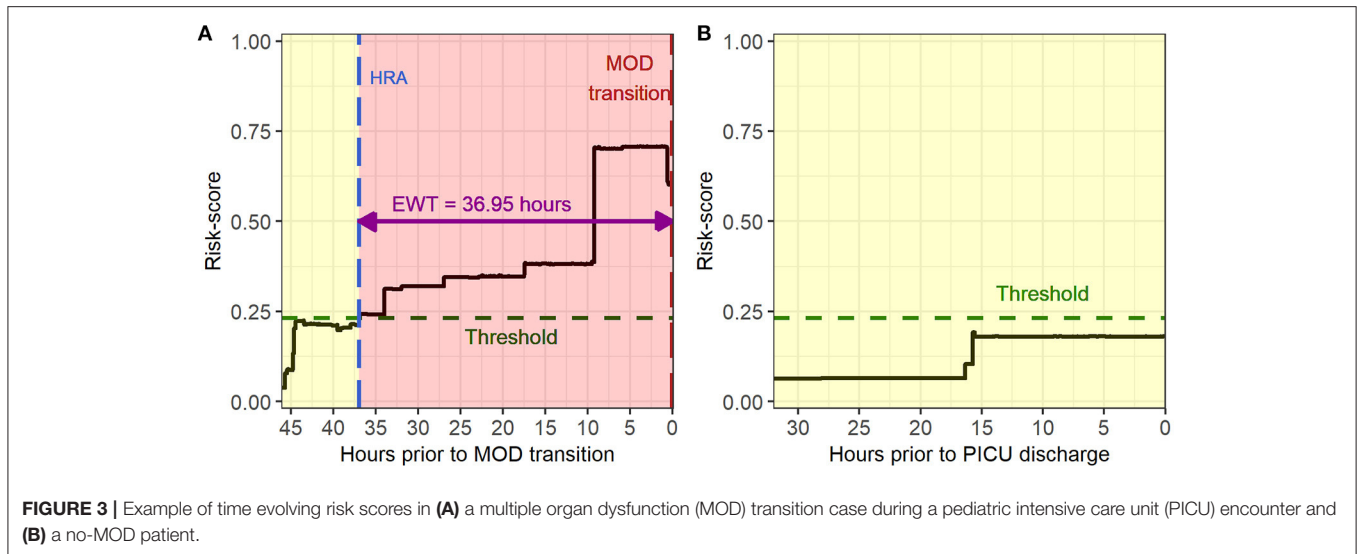 A
1.00
0.75
0.50
0.25
0.00
Risk-score
HRA
MOD
transition
EWT = 36.95 hours
Threshold
45 40 35 30 25 20 15 10 5 0
Hours prior to MOD transition
B
1.00
0.75
0.50
0.25
0.00
Risk-score
Threshold
30 25 20 15 10 5 0
Hours prior to PICU discharge
FIGURE 3 | Example of time evolving risk scores in (A) a multiple organ dysfunction (MOD) transition case during a pediatric intensive care unit (PICU) encounter and
(B) a no-MOD patient.